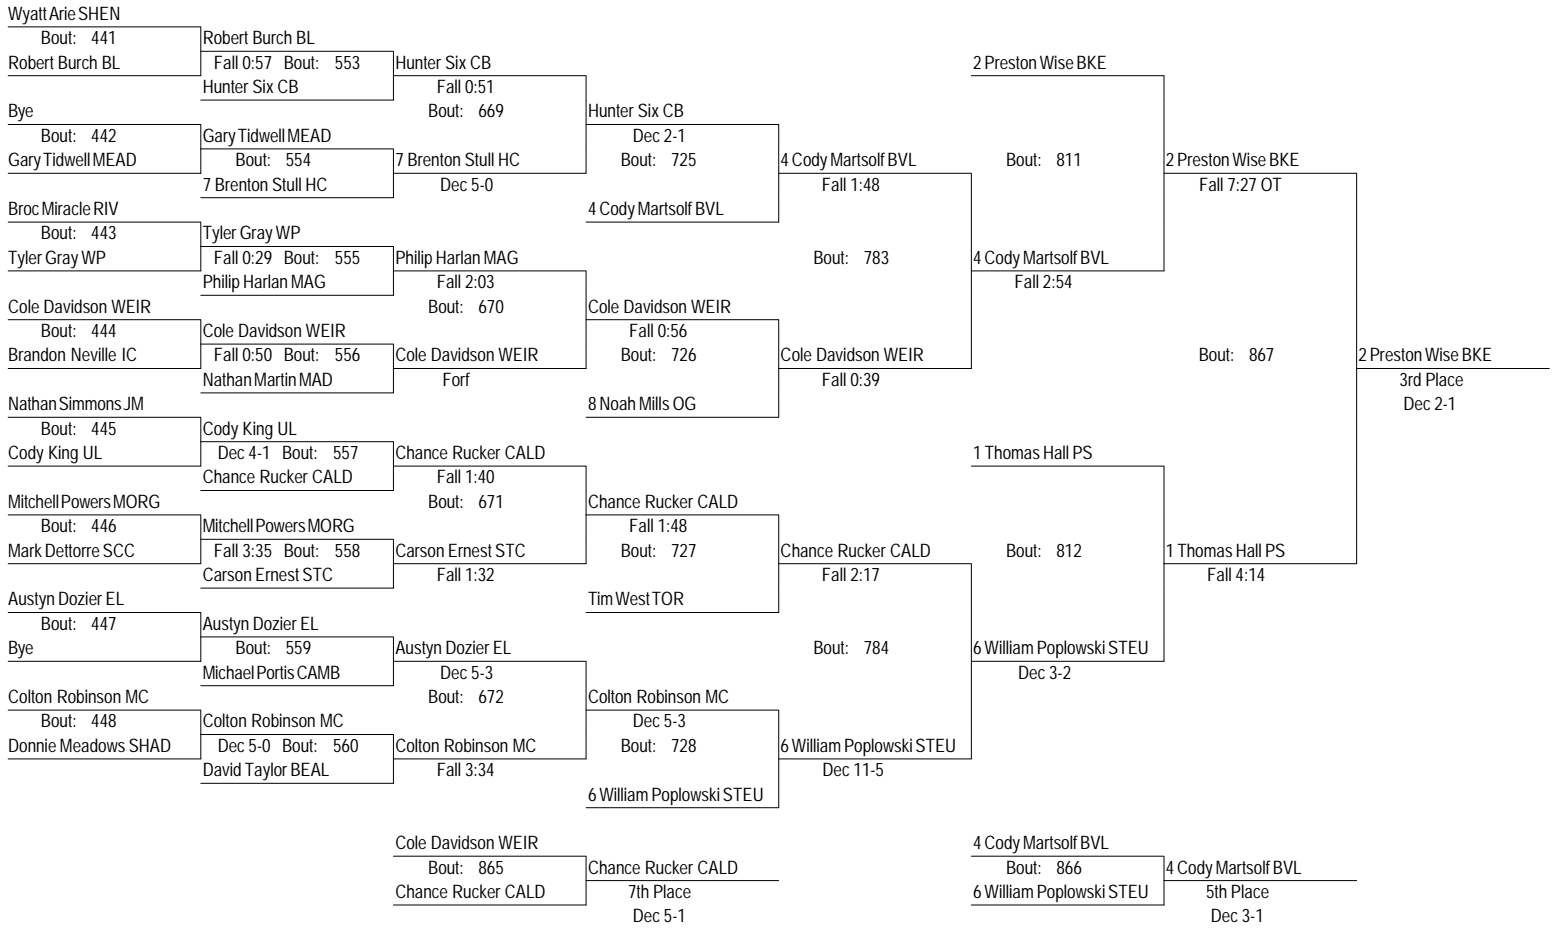 Wyatt Arie SHEN
Bout: 441
Robert Burch BL
Robert Burch BL
Fall 0:57 Bout: 553
Hunter Six CB
Hunter Six CB
Fall 0:51
Bout: 669
2 Preston Wise BKE
Bye
Bout: 442
Gary Tidwell MEAD
Gary Tidwell MEAD
Bout: 554
7 Brenton Stull HC
7 Brenton Stull HC
Dec 5-0
Hunter Six CB
Dec 2-1
Bout: 725
4 Cody Martsolf BVL
4 Cody Martsolf BVL
Fall 1:48
Bout: 811
2 Preston Wise BKE
Fall 7:27 OT
Broc Miracle RIV
Bout: 443
Tyler Gray WP
Tyler Gray WP
Fall 0:29 Bout: 555
Philip Harlan MAG
Philip Harlan MAG
Fall 2:03
Bout: 670
Bout: 783
4 Cody Martsolf BVL
Fall 2:54
Cole Davidson WEIR
Bout: 444
Brandon Neville IC
Cole Davidson WEIR
Fall 0:50 Bout: 556
Nathan Martin MAD
Cole Davidson WEIR
Forf
Cole Davidson WEIR
Fall 0:56
Bout: 726
8 Noah Mills OG
Cole Davidson WEIR
Fall 0:39
Bout: 867
2 Preston Wise BKE
3rd Place
Dec 2-1
Nathan Simmons JM
Bout: 445
Cody King UL
Cody King UL
Dec 4-1 Bout: 557
Chance Rucker CALD
Chance Rucker CALD
Fall 1:40
Bout: 671
1 Thomas Hall PS
Mitchell Powers MORG
Bout: 446
Mark Dettorre SCC
Mitchell Powers MORG
Fall 3:35 Bout: 558
Carson Ernest STC
Carson Ernest STC
Fall 1:32
Chance Rucker CALD
Fall 1:48
Bout: 727
Tim West TOR
Chance Rucker CALD
Fall 2:17
Bout: 812
1 Thomas Hall PS
Fall 4:14
Austyn Dozier EL
Bout: 447
Bye
Austyn Dozier EL
Bout: 559
Michael Portis CAMB
Austyn Dozier EL
Dec 5-3
Bout: 672
Bout: 784
6 William Poplowski STEU
Dec 3-2
Colton Robinson MC
Bout: 448
Donnie Meadows SHAD
Colton Robinson MC
Dec 5-0 Bout: 560
David Taylor BEAL
Colton Robinson MC
Fall 3:34
Colton Robinson MC
Dec 5-3
Bout: 728
6 William Poplowski STEU
6 William Poplowski STEU
Dec 11-5
Cole Davidson WEIR
Bout: 865
Chance Rucker CALD
Chance Rucker CALD
7th Place
Dec 5-1
4 Cody Martsolf BVL
Bout: 866
6 William Poplowski STEU
4 Cody Martsolf BVL
5th Place
Dec 3-1